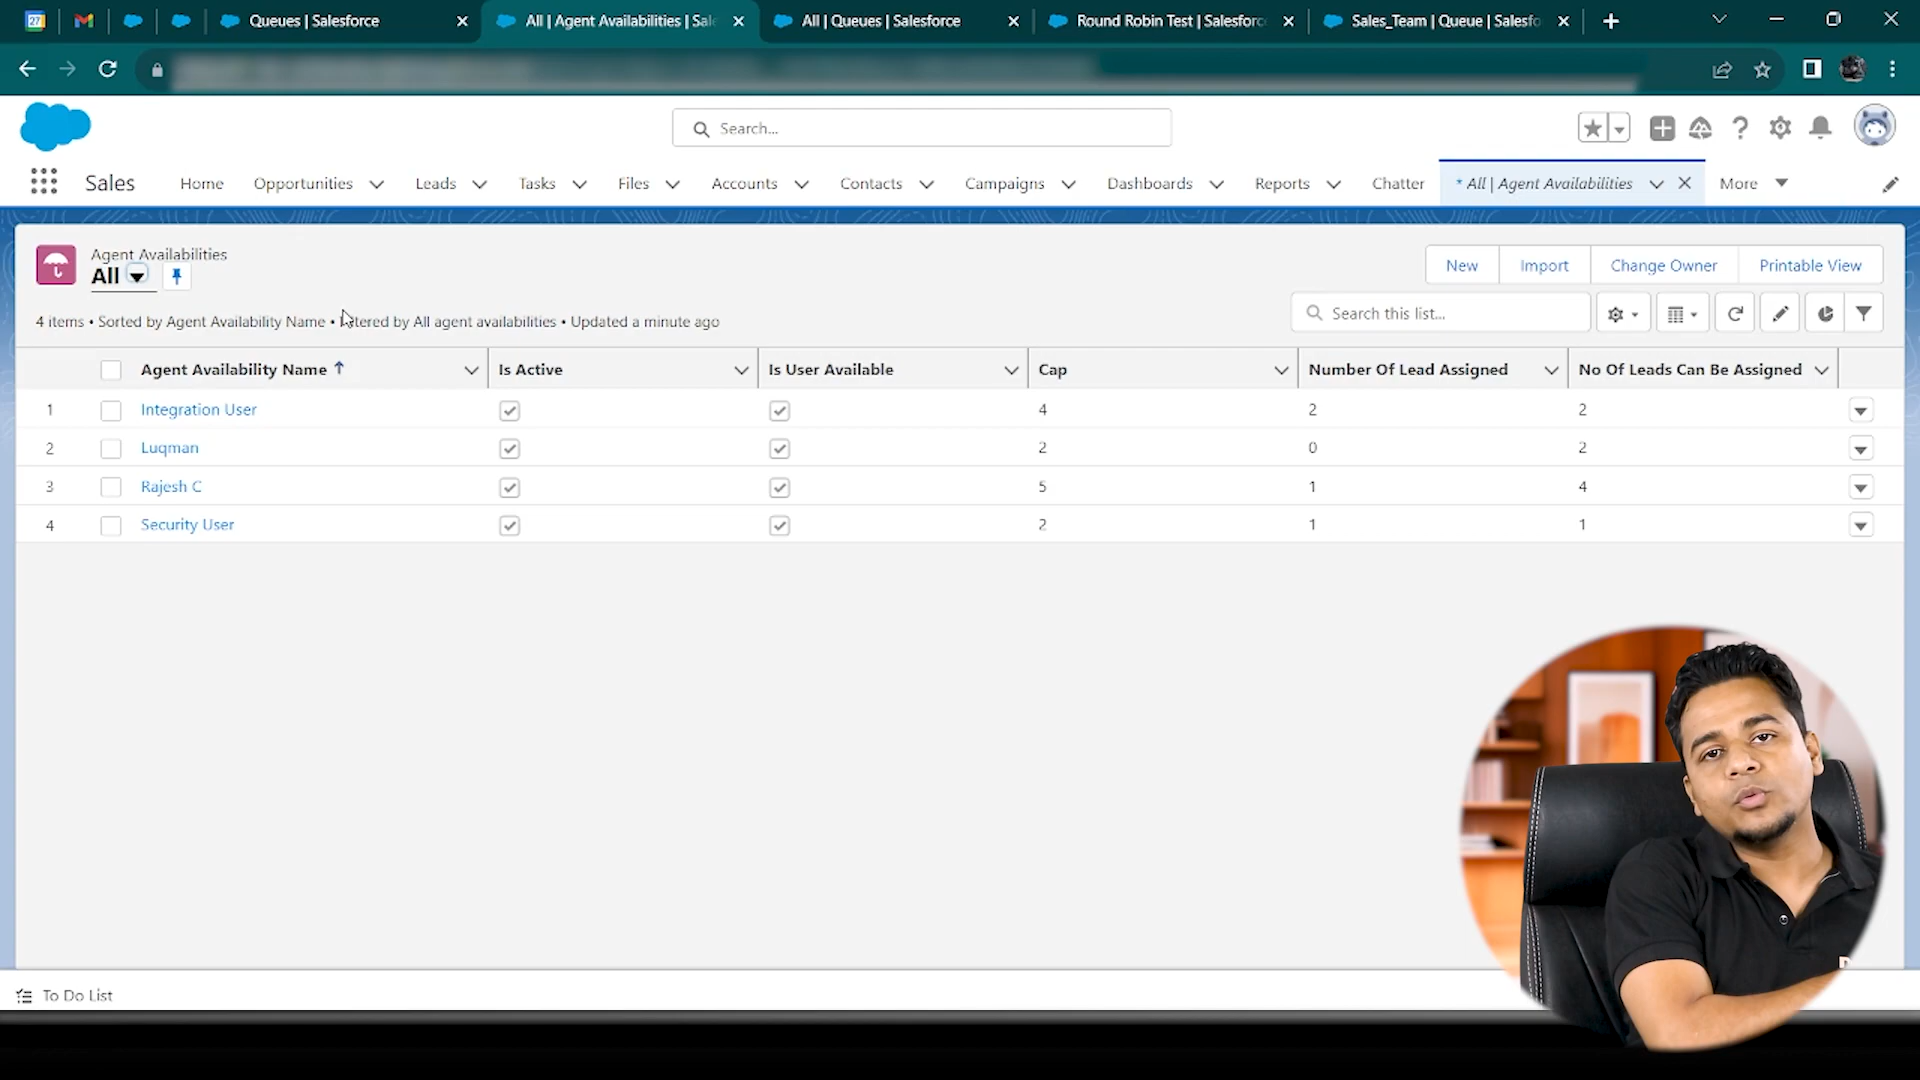 27
Queues | Salesforce
All | Agent Availabilities | Sale
All | Queues | Salesforce
Round Robin Test | Salesforc
Sales_Team | Queue | Salesfo
Search...
Sales
Home
Opportunities
Leads
Tasks
Files
Accounts
Contacts
Campaigns
Dashboards
Reports
Chatter
* All | Agent Availabilities
More
Agent Availabilities
All
New
Import
Change Owner
Printable View
4 items • Sorted by Agent Availability Name • Filtered by All agent availabilities • Updated a minute ago
Search this list...
Agent Availability Name
Is Active
Is User Available
Cap
Number Of Lead Assigned
No Of Leads Can Be Assigned
1 Integration User 4 2 2
2 Luqman 2 0 2
3 Rajesh C 5 1 4
4 Security User 2 1 1
To Do List